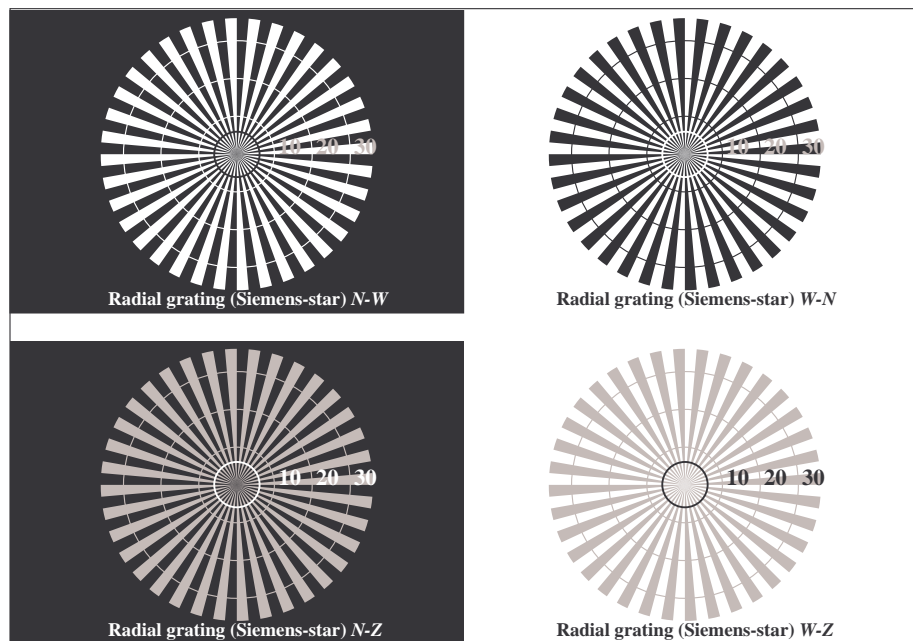 10 20 30
Radial grating (Siemens-star) N-W
10 20 30
Radial grating (Siemens-star) W-N
10 20 30
Radial grating (Siemens-star) N-Z
10 20 30
Radial grating (Siemens-star) W-Z